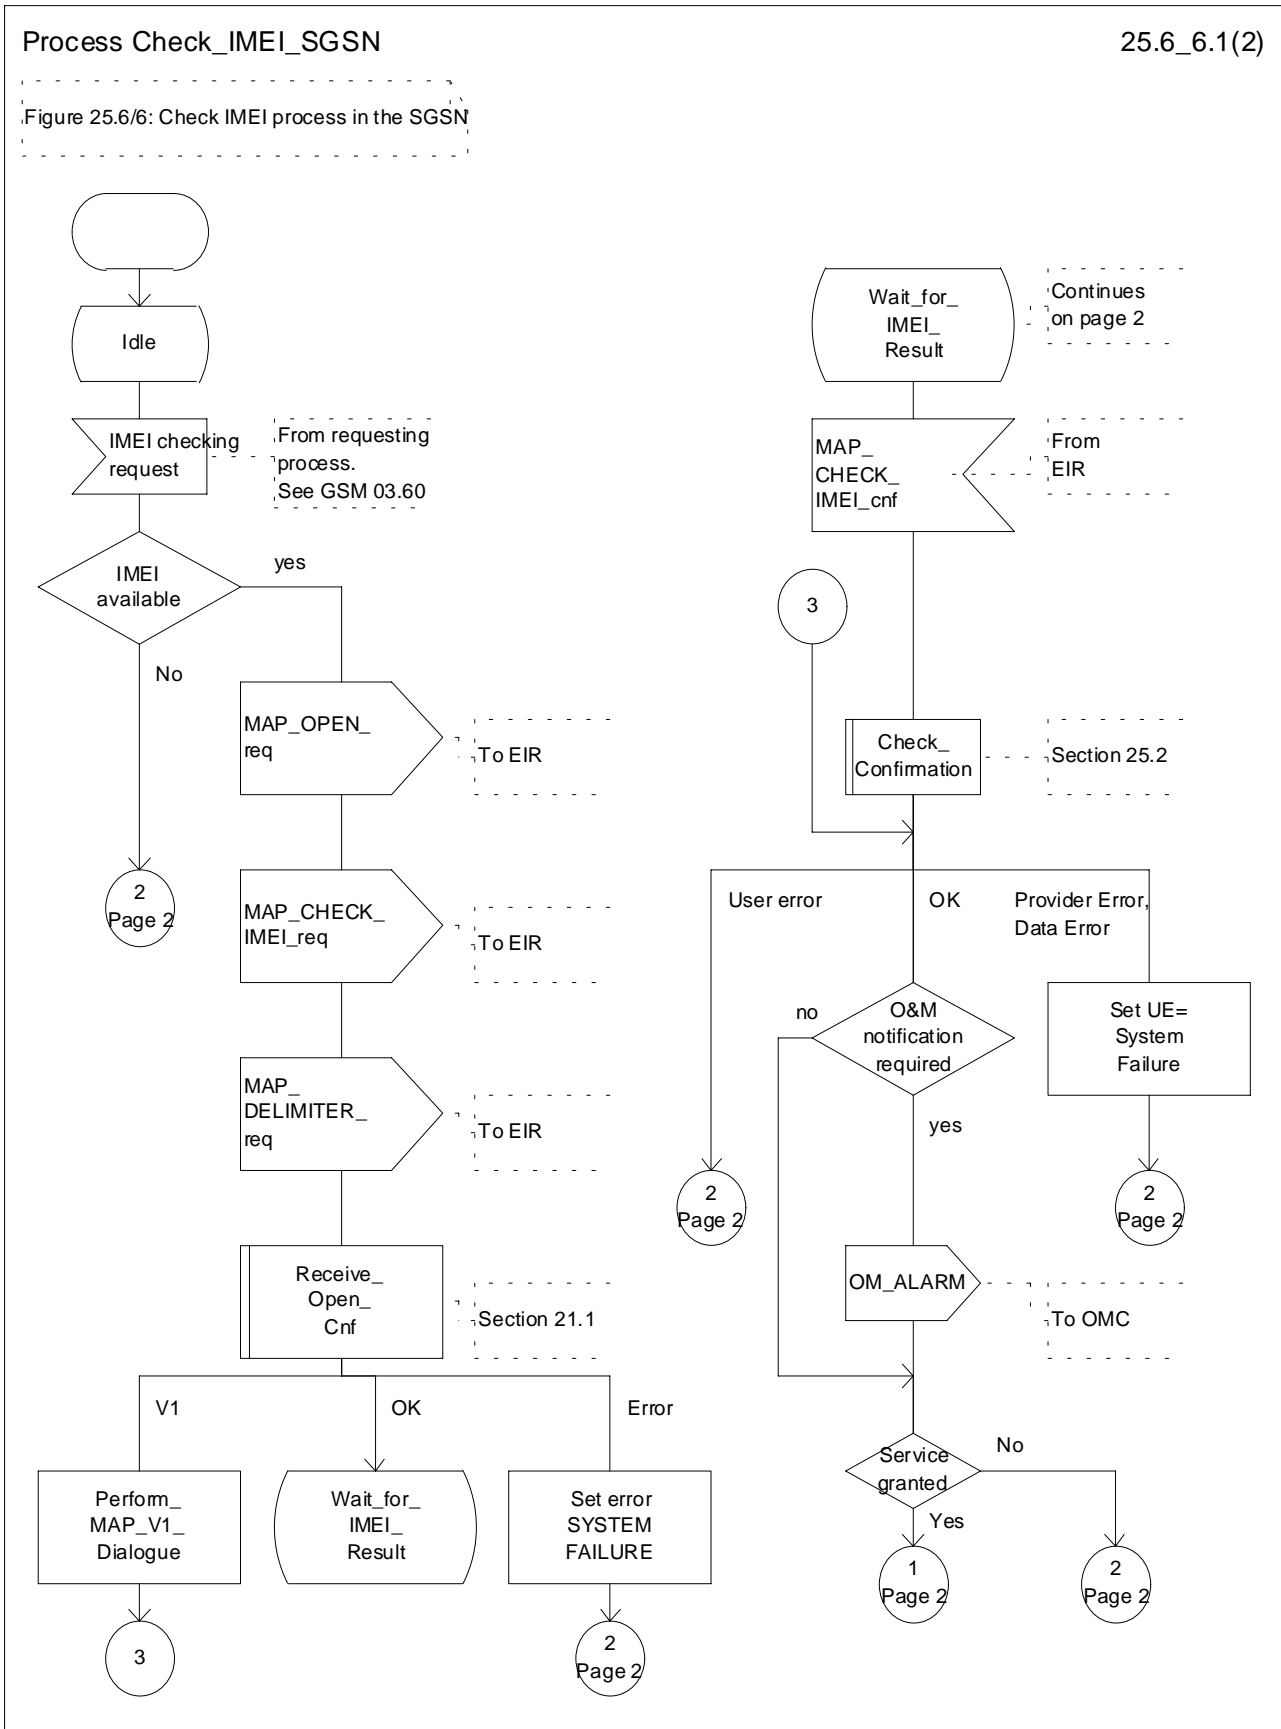 Process Check_IMEI_SGSN
25.6_6.1(2)
Figure 25.6/6: Check IMEI process in the SGSN
Idle
IMEI checking
request
From requesting
process.
See GSM 03.60
IMEI
available
yes
No
2
Page 2
MAP_OPEN_
req
To EIR
MAP_CHECK_
IMEI_req
To EIR
MAP_
DELIMITER_
req
To EIR
Receive_
Open_
Cnf
Section 21.1
V1
OK
Error
Perform_
MAP_V1_
Dialogue
Wait_for_
IMEI_
Result
Set error
SYSTEM
FAILURE
3
2
Page 2
Wait_for_
IMEI_
Result
Continues
on page 2
MAP_
CHECK_
IMEI_cnf
From
EIR
3
Check_
Confirmation
Section 25.2
User error
OK
Provider Error,
Data Error
no
O&M
notification
required
Set UE=
System
Failure
yes
2
Page 2
2
Page 2
OM_ALARM
To OMC
Service
granted
No
Yes
1
Page 2
2
Page 2